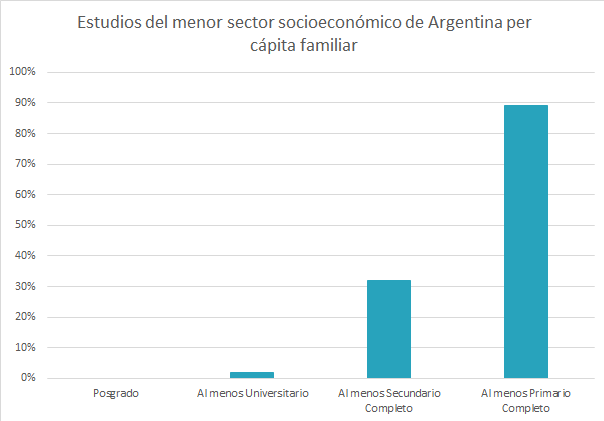 Estudios del menor sector socioeconómico de Argentina per
cápita familiar
100%
90%
80%
70%
60%
50%
40%
30%
20%
10%
0%
Posgrado
Al menos Universitario
Al menos Secundario
Completo
Al menos Primario
Completo